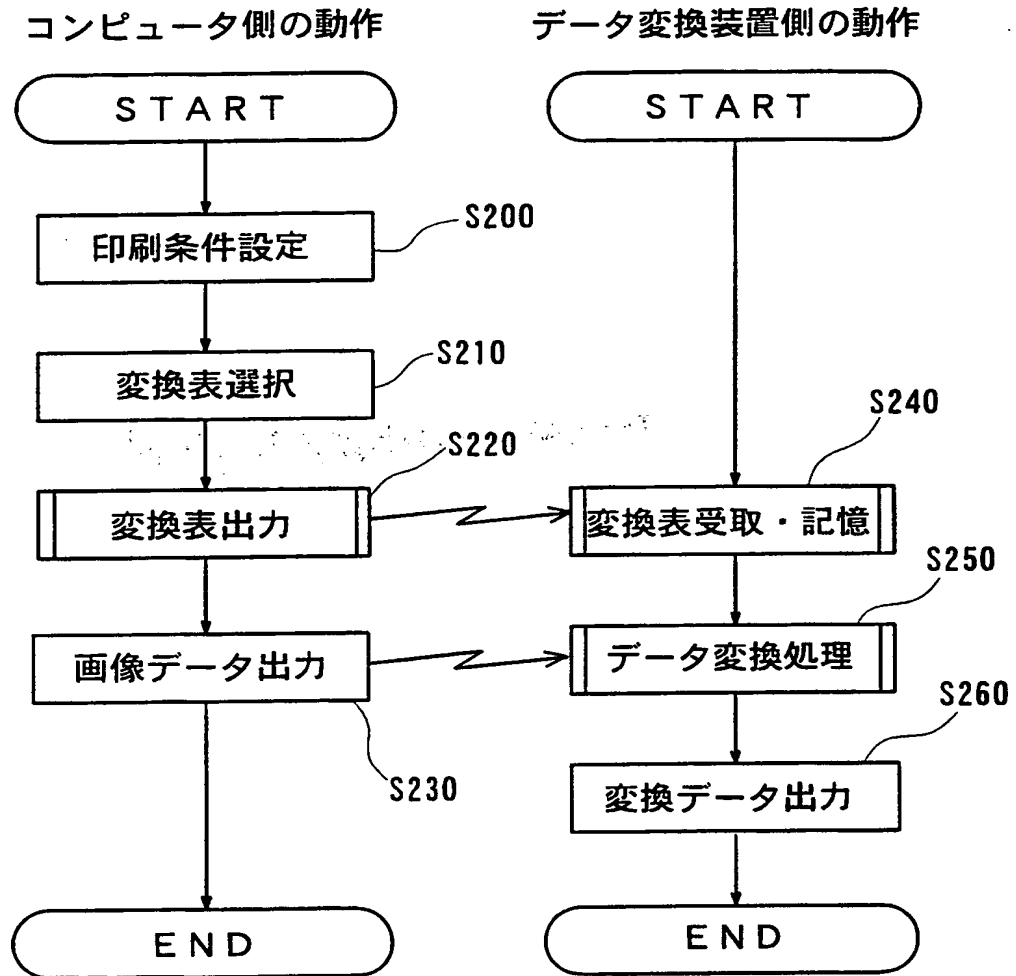 コンピュータ側の動作
START
印刷条件設定
S200
変換表選択
S210
変換表出力
S220
画像データ出力
S230
END
データ変換装置側の動作
START
変換表受取・記憶
S240
データ変換処理
S250
変換データ出力
S260
END